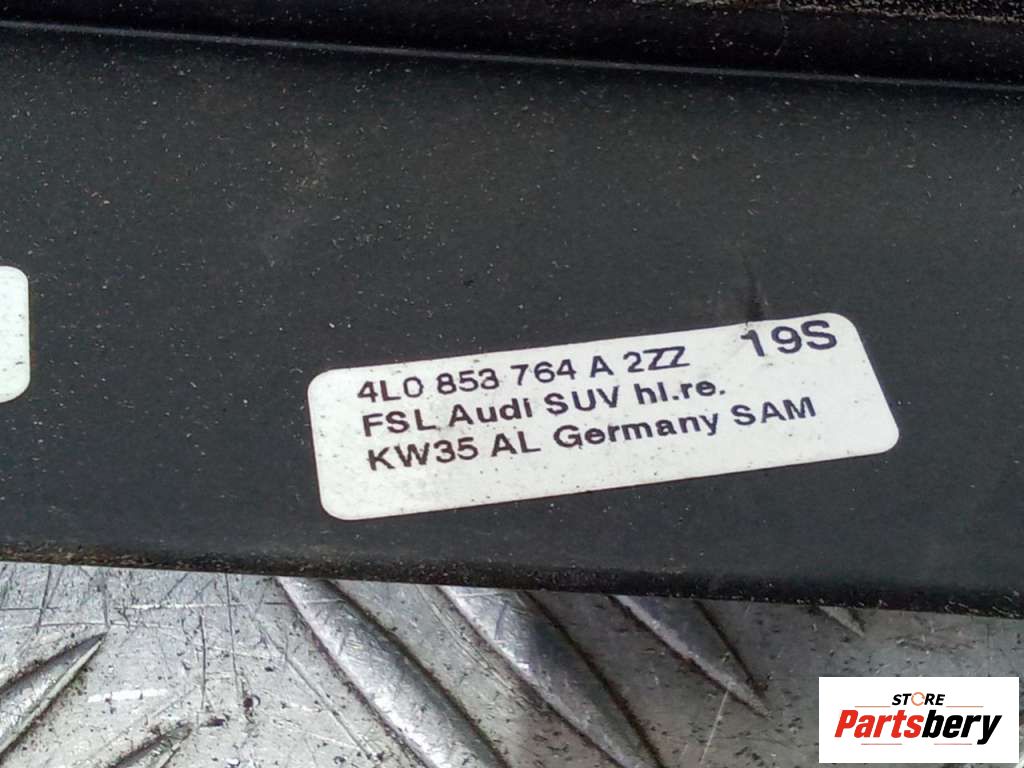 4L0 853 764 A 2ZZ 19S
FSL Audi SUV hl.re.
KW35 AL Germany SAM
STORE
Partsbery